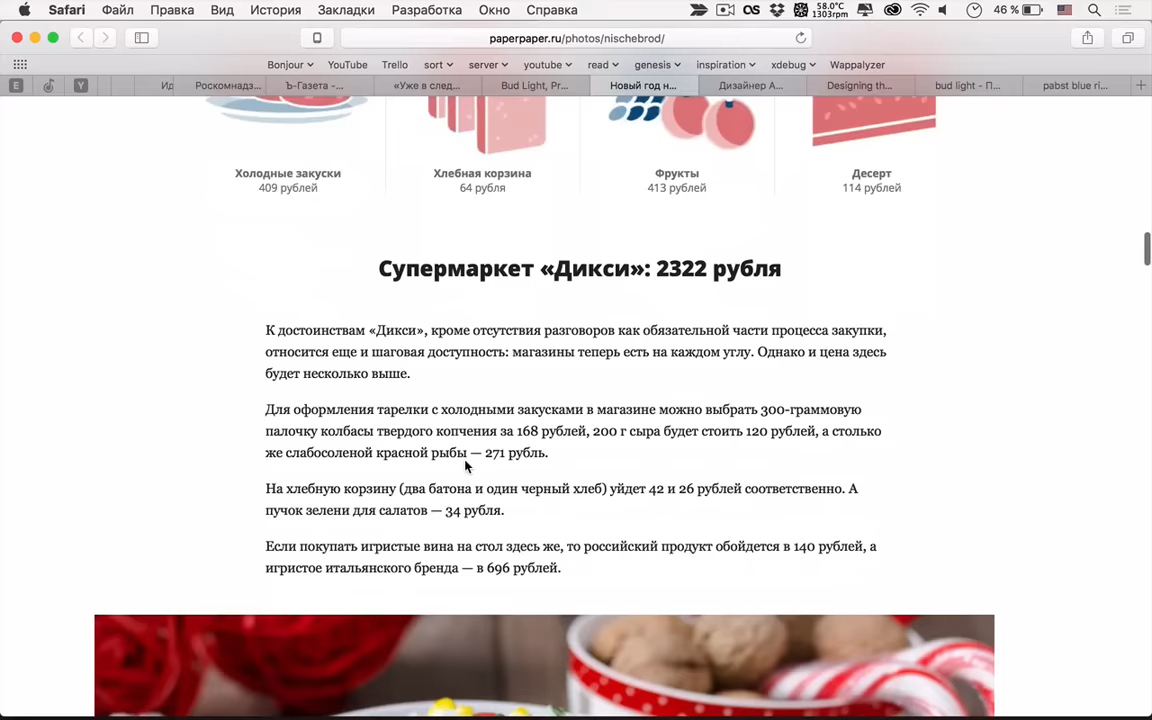 Safari Файл Правка Вид История Закладки Разработка Окно Справка 58.0°C 1303rpm 46 %
paperpaper.ru/photos/nischebrod/
Bonjour YouTube Trello sort server youtube read genesis inspiration xdebug Wappalyzer
E Y Ид Роскомнадз... Ъ-Газета -... «Уже в след... Bud Light, Pr... Новый год н... Дизайнер А... Designing th... bud light - П... pabst blue ri...
Холодные закуски Хлебная корзина Фрукты Десерт
409 рублей 64 рубля 413 рублей 114 рублей
Супермаркет «Дикси»: 2322 рубля
К достоинствам «Дикси», кроме отсутствия разговоров как обязательной части процесса закупки,
относится еще и шаговая доступность: магазины теперь есть на каждом углу. Однако и цена здесь
будет несколько выше.
Для оформления тарелки с холодными закусками в магазине можно выбрать 300-граммовую
палочку колбасы твердого копчения за 168 рублей, 200 г сыра будет стоить 120 рублей, а столько
же слабосоленой красной рыбы — 271 рубль.
На хлебную корзину (два батона и один черный хлеб) уйдет 42 и 26 рублей соответственно. А
пучок зелени для салатов — 34 рубля.
Если покупать игристые вина на стол здесь же, то российский продукт обойдется в 140 рублей, а
игристое итальянского бренда — в 696 рублей.